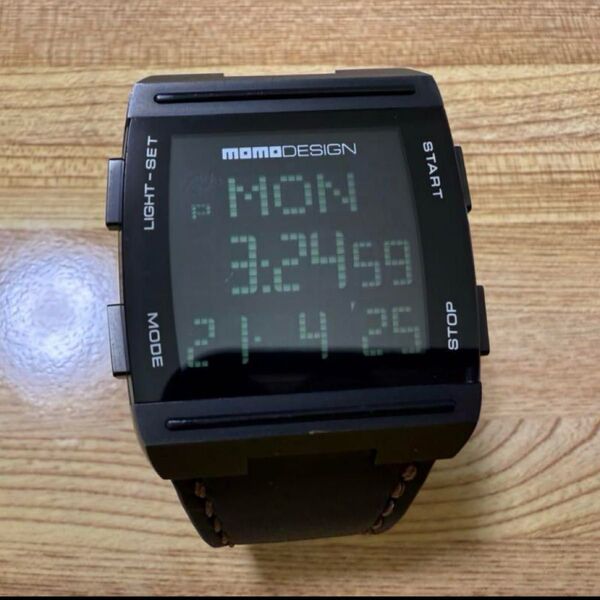 momoDESIGN
LIGHT-SET
START
P MON
3.24 59
21. 4 25
MODE
STOP